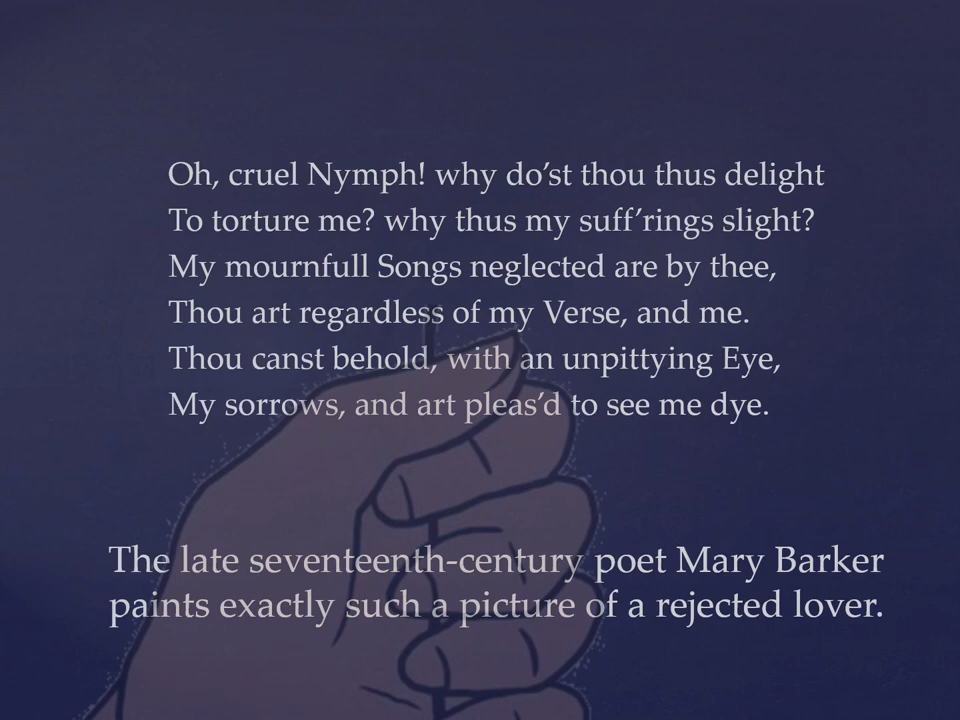 Oh, cruel Nymph! why do’st thou thus delight
To torture me? why thus my suff’rings slight?
My mournfull Songs neglected are by thee,
Thou art regardless of my Verse, and me.
Thou canst behold, with an unpittying Eye,
My sorrows, and art pleas’d to see me dye.
The late seventeenth-century poet Mary Barker
paints exactly such a picture of a rejected lover.